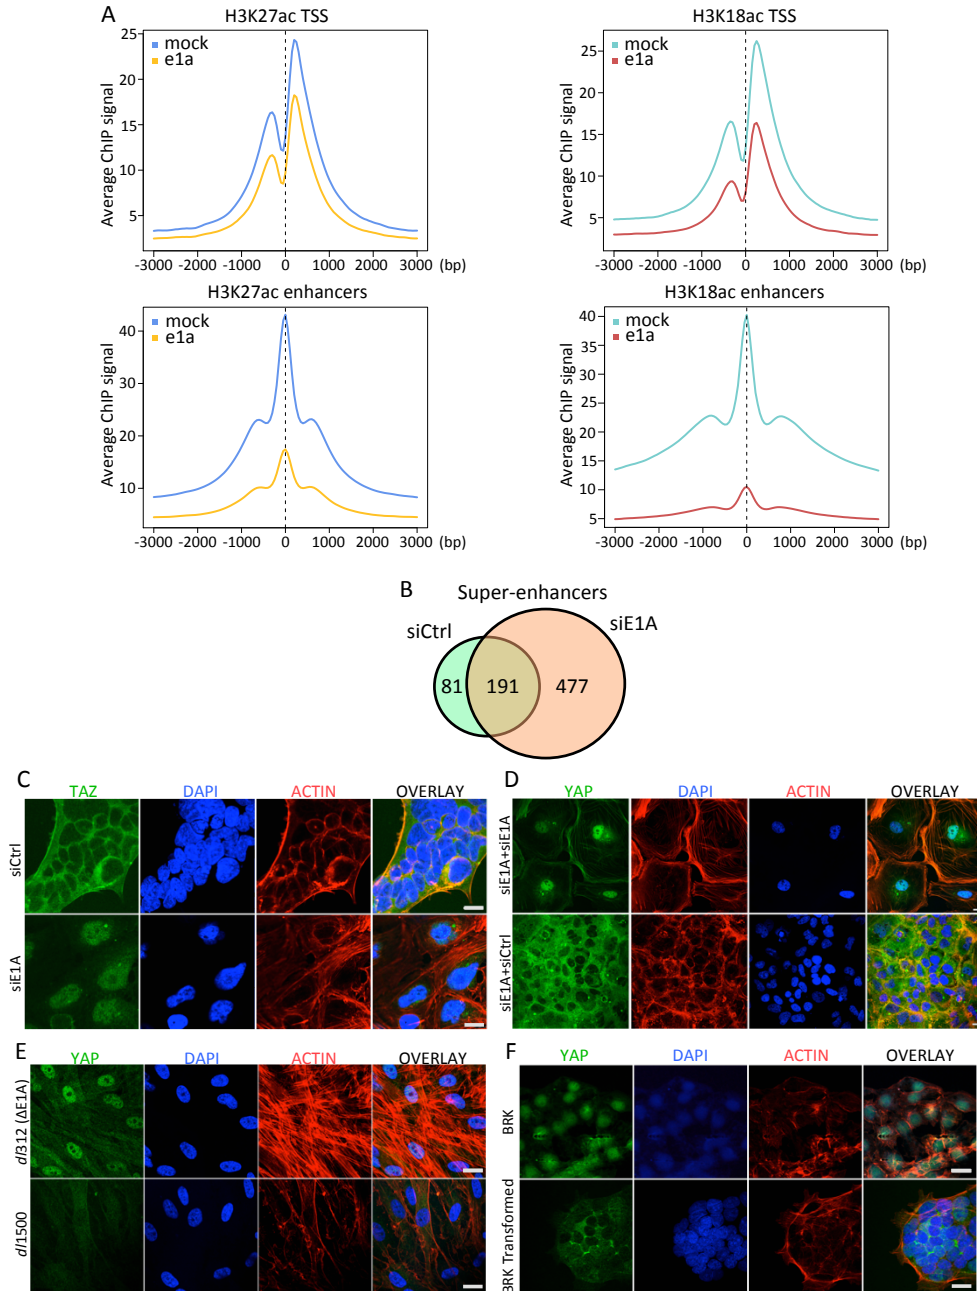 A
H3K27ac TSS
mock
e1a
Average ChIP signal
25
20
15
10
5
-3000 -2000 -1000 0 1000 2000 3000 (bp)
H3K18ac TSS
mock
e1a
Average ChIP signal
25
20
15
10
5
-3000 -2000 -1000 0 1000 2000 3000 (bp)
H3K27ac enhancers
mock
e1a
Average ChIP signal
40
30
20
10
-3000 -2000 -1000 0 1000 2000 3000 (bp)
H3K18ac enhancers
mock
e1a
Average ChIP signal
40
35
30
25
20
15
10
5
-3000 -2000 -1000 0 1000 2000 3000 (bp)
B
Super-enhancers
siCtrl
siE1A
81 191 477
C
TAZ DAPI ACTIN OVERLAY
siCtrl
siE1A
D
YAP DAPI ACTIN OVERLAY
siE1A+siE1A
siE1A+siCtrl
E
YAP DAPI ACTIN OVERLAY
dl312 (ΔE1A)
dl1500
F
YAP DAPI ACTIN OVERLAY
BRK
BRK Transformed